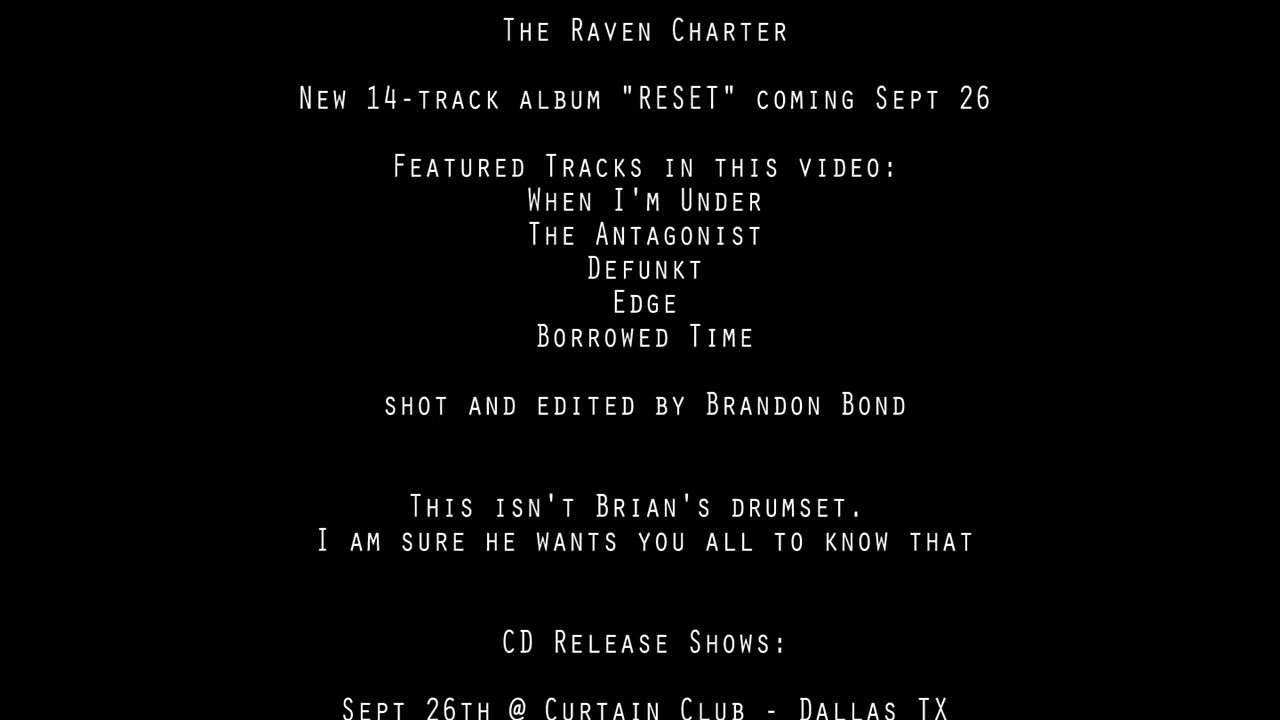 The Raven Charter
New 14-track album "RESET" coming Sept 26
Featured Tracks in this video:
When I'm Under
The Antagonist
Defunkt
Edge
Borrowed Time
shot and edited by Brandon Bond
This isn't Brian's drumset.
I am sure he wants you all to know that
CD Release Shows:
Sept 26th @ Curtain Club - Dallas TX